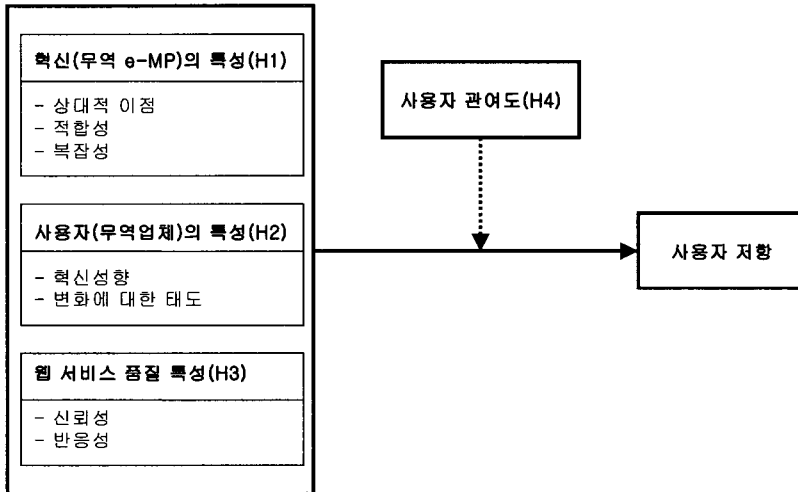 혁신(무역 e-MP)의 특성(H1)
- 상대적 이점
- 적합성
- 복잡성
사용자(무역업체)의 특성(H2)
- 혁신성향
- 변화에 대한 태도
웹 서비스 품질 특성(H3)
- 신뢰성
- 반응성
사용자 관여도(H4)
사용자 저항